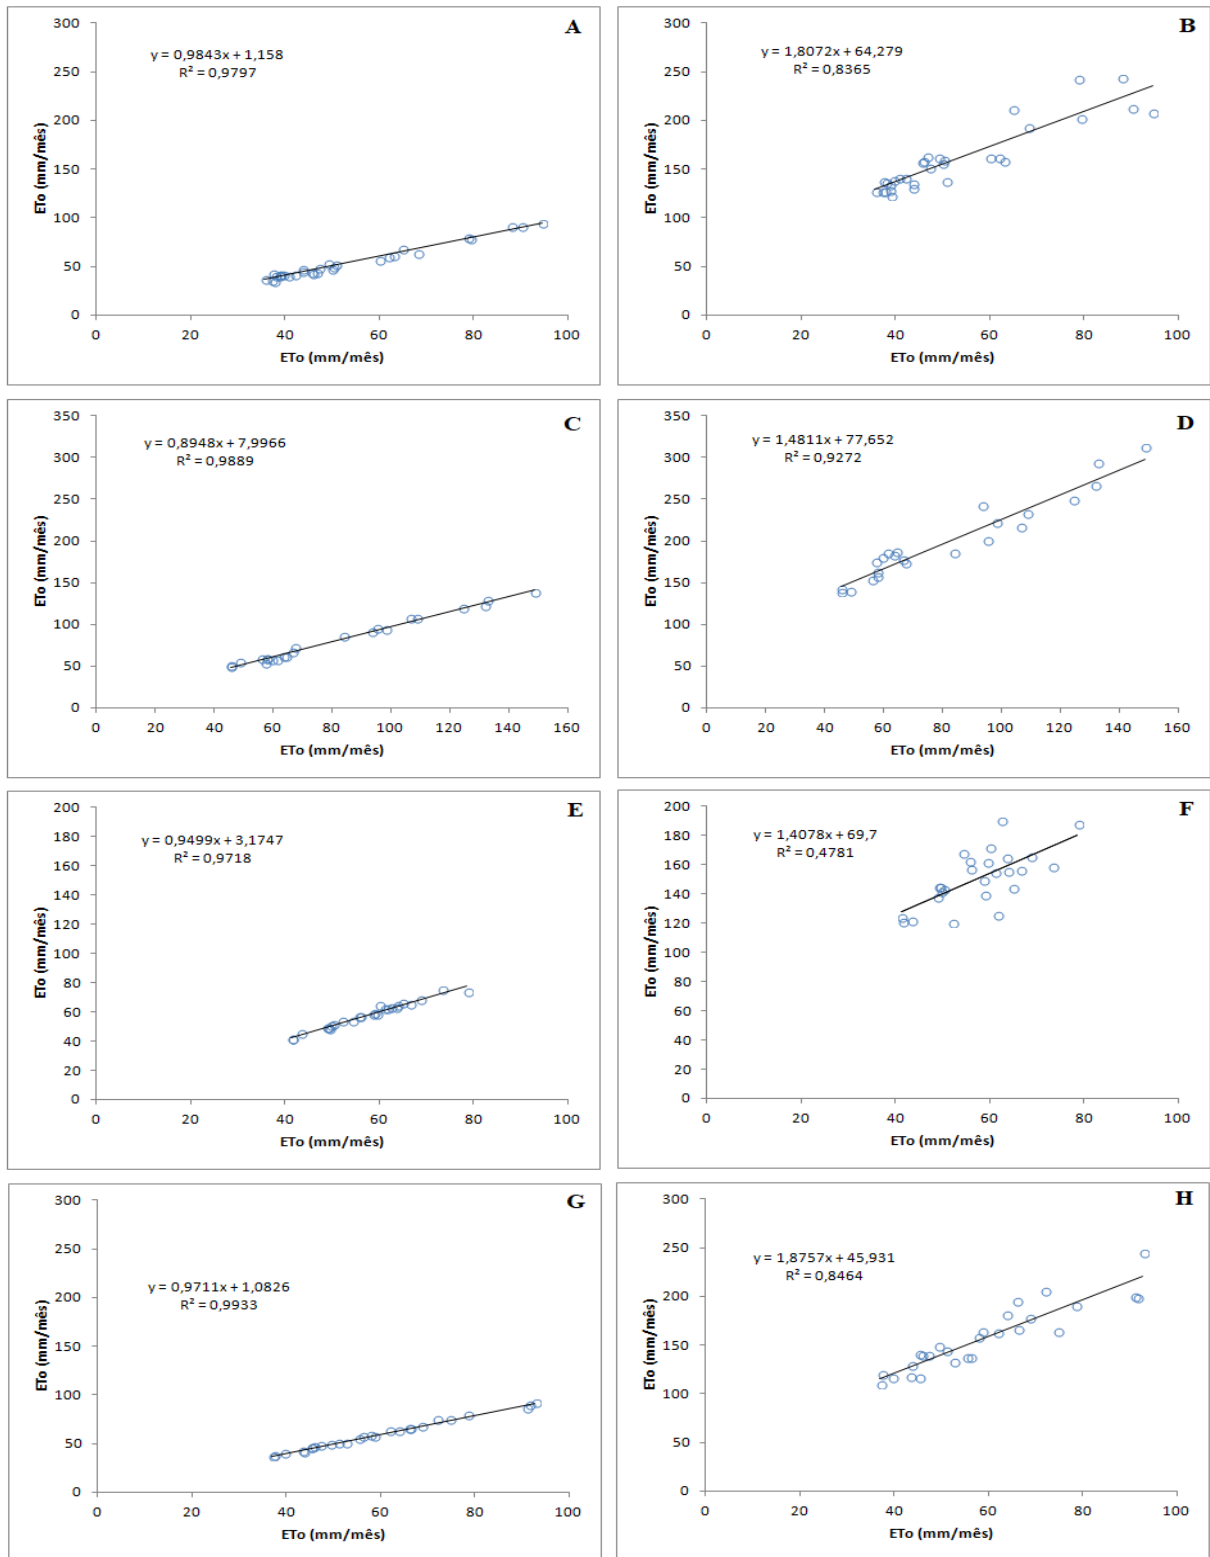 A
y = 0,9843x + 1,158
R² = 0,9797
300
250
200
150
100
50
0
ETo (mm/mês)
0 20 40 60 80 100
ETo (mm/mês)
B
y = 1,8072x + 64,279
R² = 0,8365
300
250
200
150
100
50
0
ETo (mm/mês)
0 20 40 60 80 100
ETo (mm/mês)
C
y = 0,8948x + 7,9966
R² = 0,9889
350
300
250
200
150
100
50
0
ETo (mm/mês)
0 20 40 60 80 100 120 140 160
ETo (mm/mês)
D
y = 1,4811x + 77,652
R² = 0,9272
350
300
250
200
150
100
50
0
ETo (mm/mês)
0 20 40 60 80 100 120 140 160
ETo (mm/mês)
E
y = 0,9499x + 3,1747
R² = 0,9718
200
180
160
140
120
100
80
60
40
20
0
ETo (mm/mês)
0 20 40 60 80 100
ETo (mm/mês)
F
y = 1,4078x + 69,7
R² = 0,4781
200
180
160
140
120
100
80
60
40
20
0
ETo (mm/mês)
0 20 40 60 80 100
ETo (mm/mês)
G
y = 0,9711x + 1,0826
R² = 0,9933
300
250
200
150
100
50
0
ETo (mm/mês)
0 20 40 60 80 100
ETo (mm/mês)
H
y = 1,8757x + 45,931
R² = 0,8464
300
250
200
150
100
50
0
ETo (mm/mês)
0 20 40 60 80 100
ETo (mm/mês)